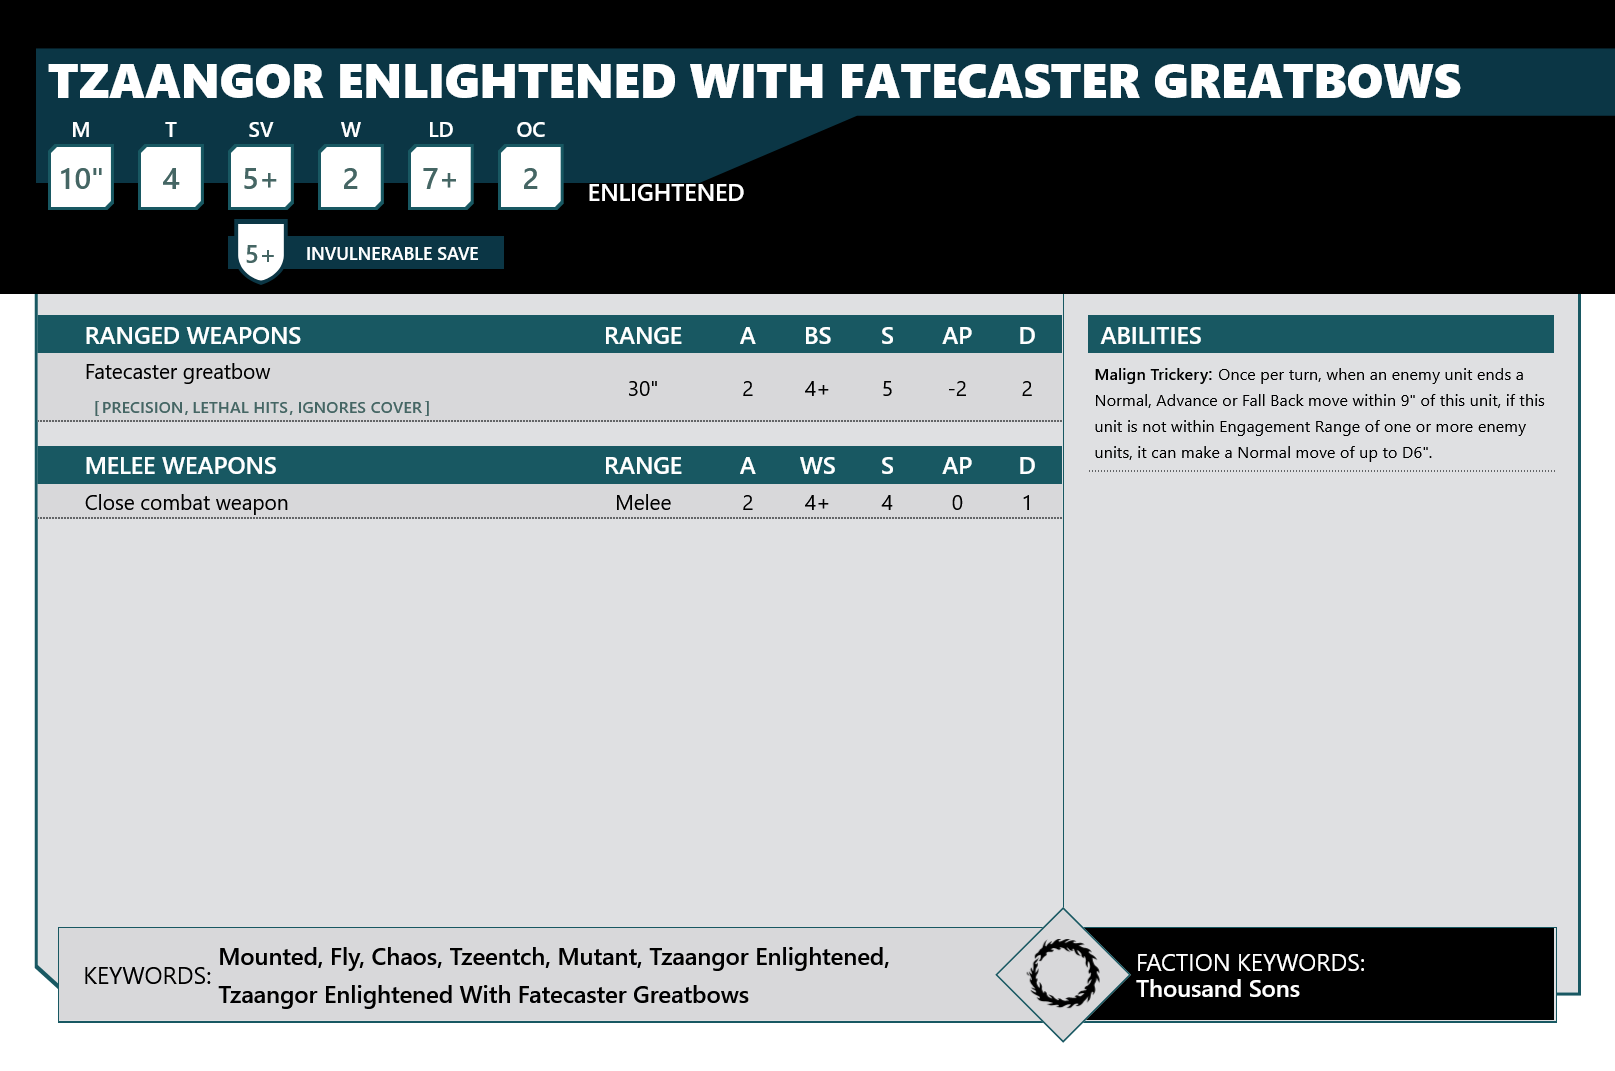 TZAANGOR ENLIGHTENED WITH FATECASTER GREATBOWS
M T SV W LD OC
10" 4 5+ 2 7+ 2 ENLIGHTENED
5+ INVULNERABLE SAVE
RANGED WEAPONS RANGE A BS S AP D
Fatecaster greatbow 30" 2 4+ 5 -2 2
[PRECISION, LETHAL HITS, IGNORES COVER]
MELEE WEAPONS RANGE A WS S AP D
Close combat weapon Melee 2 4+ 4 0 1
ABILITIES
Malign Trickery: Once per turn, when an enemy unit ends a
Normal, Advance or Fall Back move within 9" of this unit, if this
unit is not within Engagement Range of one or more enemy
units, it can make a Normal move of up to D6".
KEYWORDS: Mounted, Fly, Chaos, Tzeentch, Mutant, Tzaangor Enlightened,
Tzaangor Enlightened With Fatecaster Greatbows
FACTION KEYWORDS:
Thousand Sons